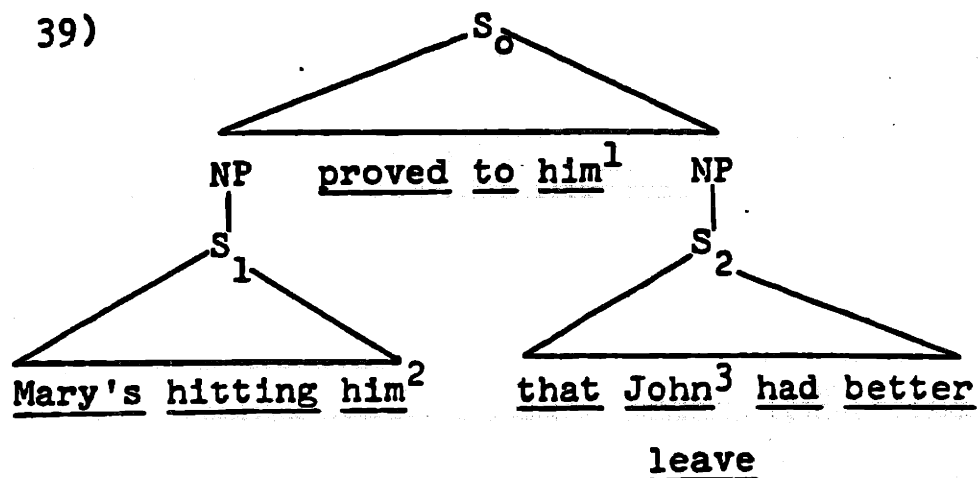 39)
S₀
NP proved to him¹ NP
S₁ S₂
Mary's hitting him² that John³ had better
leave